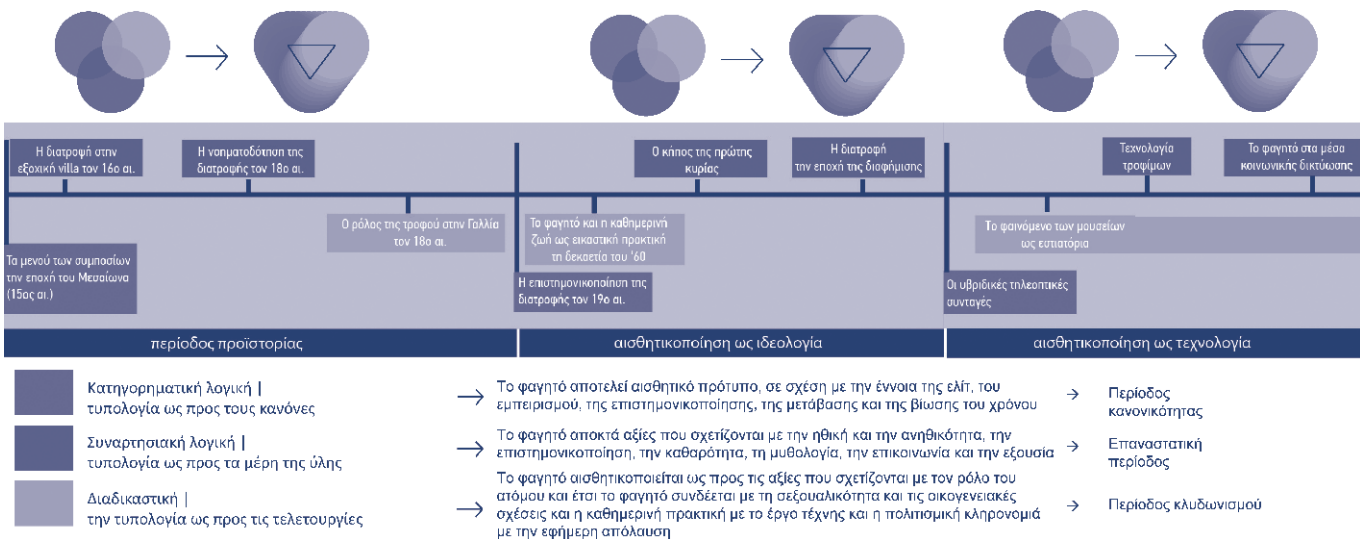 Η διατροφή στην
εξοχική villa τον 16ο αι.
Η νοηματοδότηση της
διατροφής τον 18ο αι.
Ο ρόλος της τροφού στην Γαλλία
τον 18ο αι.
Τα μενού των συμποσίων
την εποχή του Μεσαίωνα
(15ος αι.)
Ο κήπος της πρώτης
κυρίας
Η διατροφή
την εποχή της διαφήμισης
Το φαγητό και η καθημερινή
ζωή ως εικαστική πρακτική
τη δεκαετία του '60
Η επιστημονικοποίηση της
διατροφής τον 19ο αι.
Τεχνολογία
τροφίμων
Το φαγητό στα μέσα
κοινωνικής δικτύωσης
Το φαινόμενο των μουσείων
ως εστιατόρια
Οι υβριδικές τηλεοπτικές
συνταγές
περίοδος προϊστορίας
αισθητικοποίηση ως ιδεολογία
αισθητικοποίηση ως τεχνολογία
Κατηγορηματική λογική |
τυπολογία ως προς τους κανόνες
Το φαγητό αποτελεί αισθητικό πρότυπο, σε σχέση με την έννοια της ελίτ, του
εμπειρισμού, της επιστημονικοποίησης, της μετάβασης και της βίωσης του χρόνου
Περίοδος
κανονικότητας
Συναρτησιακή λογική |
τυπολογία ως προς τα μέρη της ύλης
Το φαγητό αποκτά αξίες που σχετίζονται με την ηθική και την ανηθικότητα, την
επιστημονικοποίηση, την καθαρότητα, τη μυθολογία, την επικοινωνία και την εξουσία
Επαναστατική
περίοδος
Διαδικαστική |
την τυπολογία ως προς τις τελετουργίες
Το φαγητό αισθητικοποιείται ως προς τις αξίες που σχετίζονται με τον ρόλο του
ατόμου και έτσι το φαγητό συνδέεται με τη σεξουαλικότητα και τις οικογενειακές
σχέσεις και η καθημερινή πρακτική με το έργο τέχνης και η πολιτισμική κληρονομιά
με την εφήμερη απόλαυση
Περίοδος κλυδωνισμού